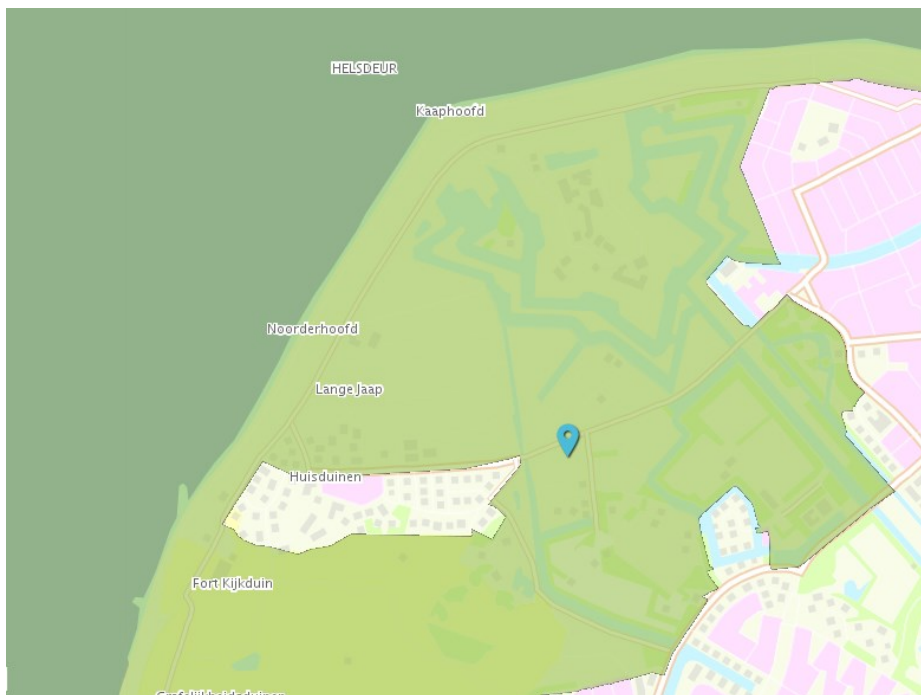 HELSDEUR
Kaaphoofd
Noorderhoofd
Lange Jaap
Huisduinen
Fort Kijkduin